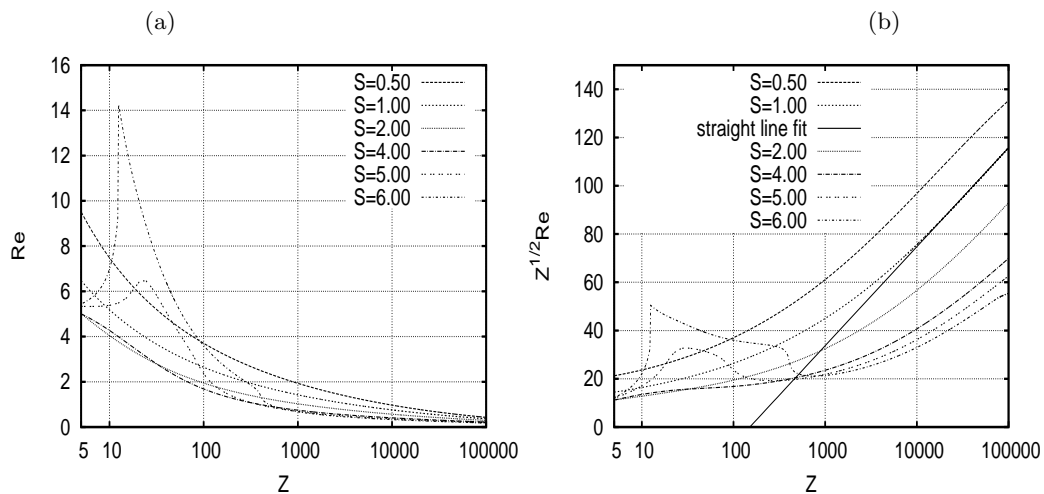 (a)
16
14
12
10
8
6
4
2
0
Re
S=0.50
S=1.00
S=2.00
S=4.00
S=5.00
S=6.00
5 10 100 1000 10000 100000
Z
(b)
140
120
100
80
60
40
20
0
Z^{1/2}Re
S=0.50
S=1.00
straight line fit
S=2.00
S=4.00
S=5.00
S=6.00
5 10 100 1000 10000 100000
Z